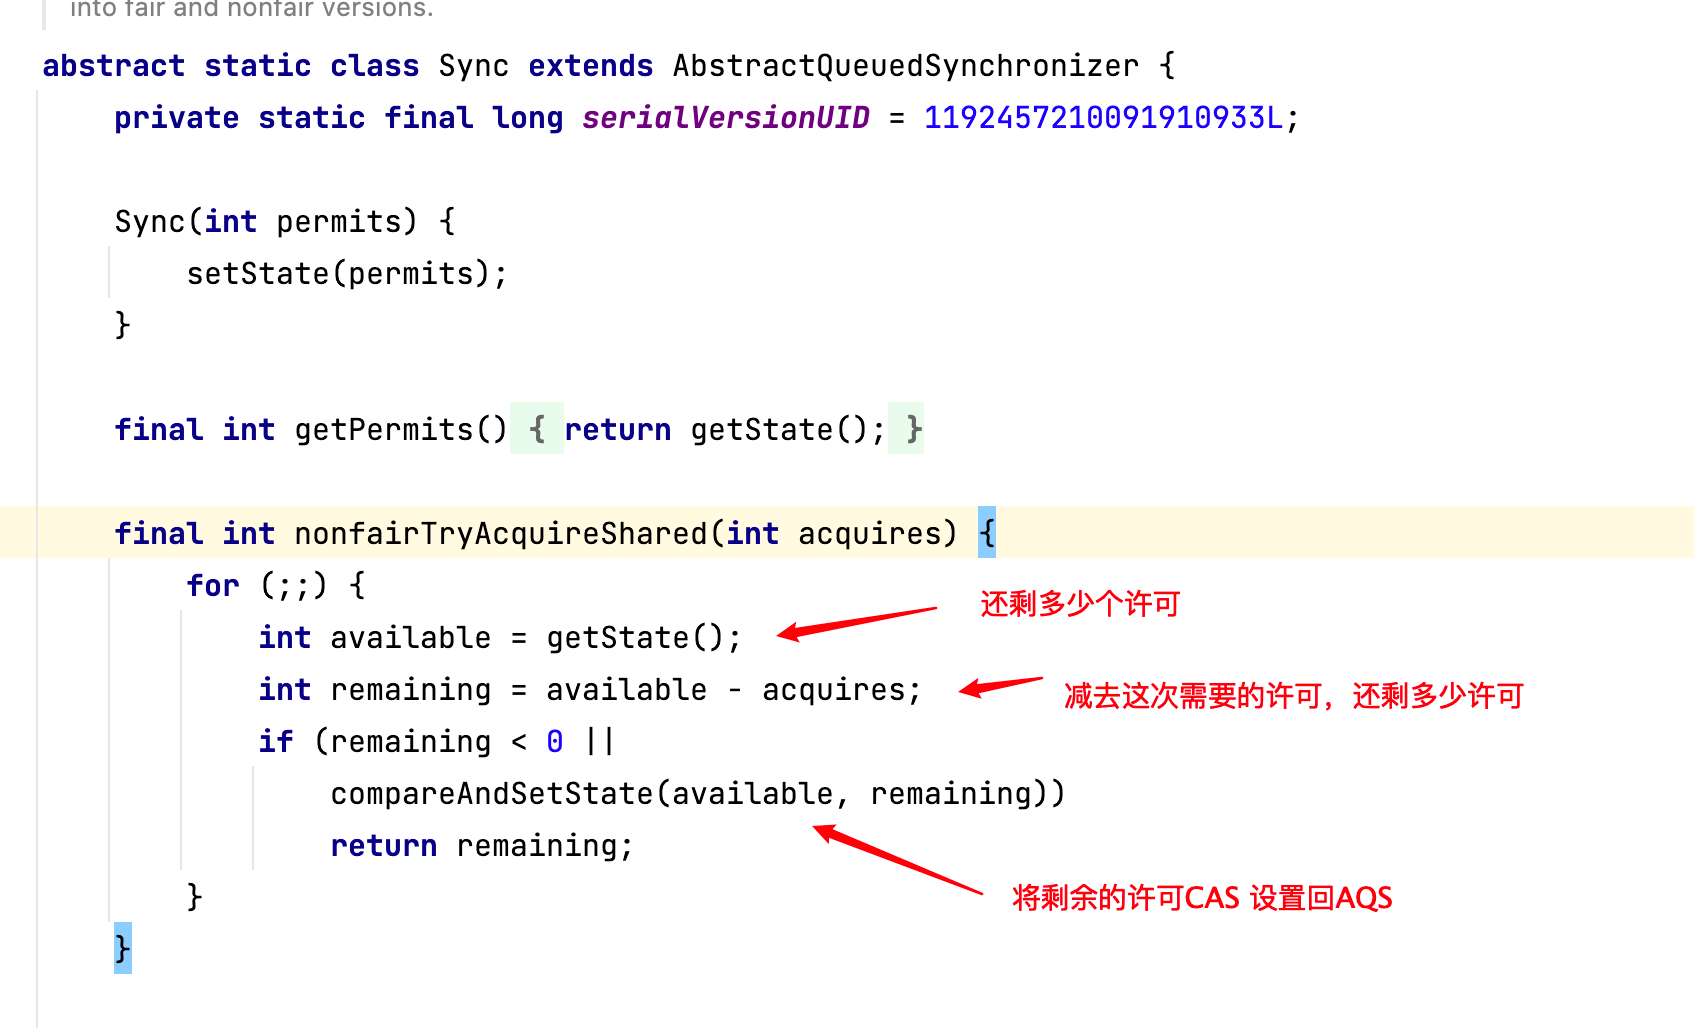 into fair and nonfair versions.
abstract static class Sync extends AbstractQueuedSynchronizer {
private static final long serialVersionUID = 1192457210091910933L;
Sync(int permits) {
setState(permits);
}
final int getPermits() { return getState(); }
final int nonfairTryAcquireShared(int acquires) {
for (;;) {
还剩多少个许可
int available = getState();
int remaining = available - acquires;
减去这次需要的许可，还剩多少许可
if (remaining < 0 ||
compareAndSetState(available, remaining))
return remaining;
}
将剩余的许可CAS 设置回AQS
}